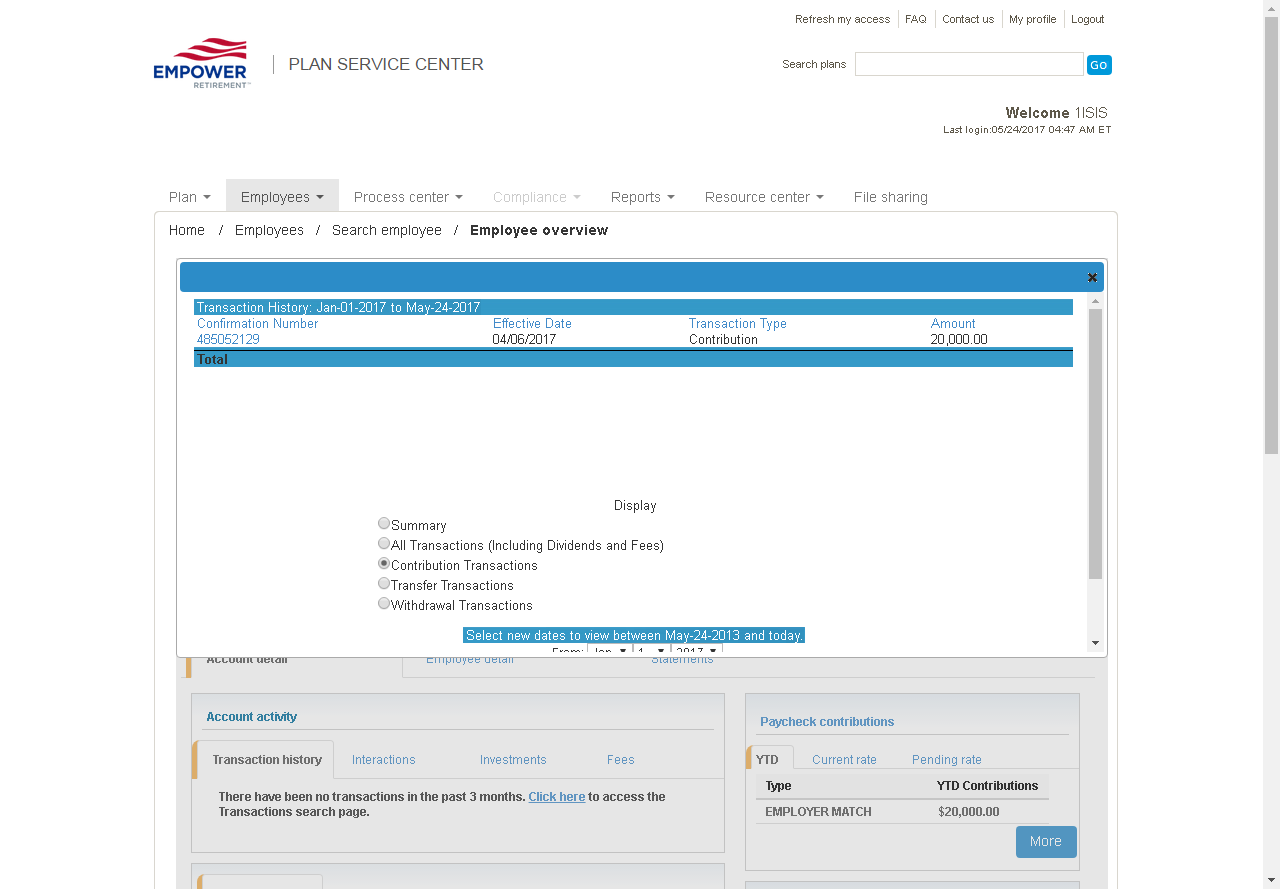 Refresh my access FAQ Contact us My profile Logout
EMPOWER
RETIREMENT™
PLAN SERVICE CENTER
Search plans Go
Welcome 1ISIS
Last login:05/24/2017 04:47 AM ET
Plan Employees Process center Compliance Reports Resource center File sharing
Home / Employees / Search employee / Employee overview
Transaction History: Jan-01-2017 to May-24-2017
Confirmation Number Effective Date Transaction Type Amount
485052129 04/06/2017 Contribution 20,000.00
Total
Display
Summary
All Transactions (Including Dividends and Fees)
Contribution Transactions
Transfer Transactions
Withdrawal Transactions
Select new dates to view between May-24-2013 and today.
From: Jan 1 2017
Account detail Employee detail Statements
Account activity
Transaction history Interactions Investments Fees
There have been no transactions in the past 3 months. Click here to access the
Transactions search page.
Paycheck contributions
YTD Current rate Pending rate
Type YTD Contributions
EMPLOYER MATCH $20,000.00
More